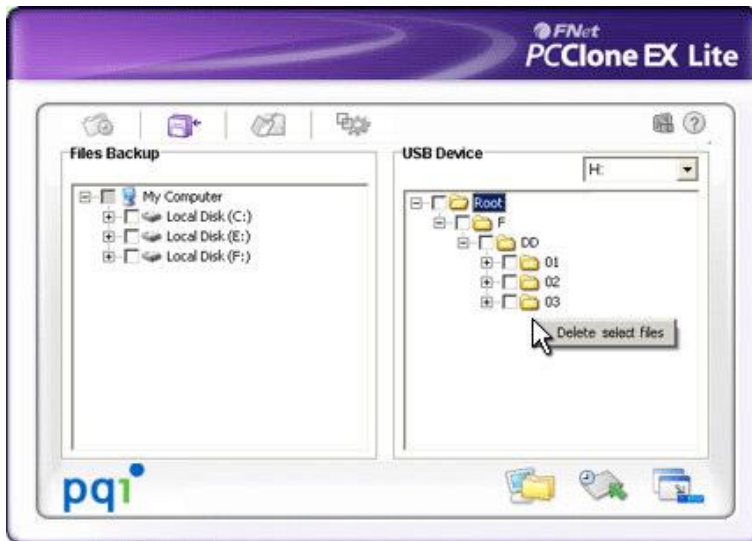 FNet
PCClone EX Lite
Files Backup
USB Device
H:
My Computer
Local Disk (C:)
Local Disk (E:)
Local Disk (F:)
Root
F
DD
01
02
03
Delete select files
pqi